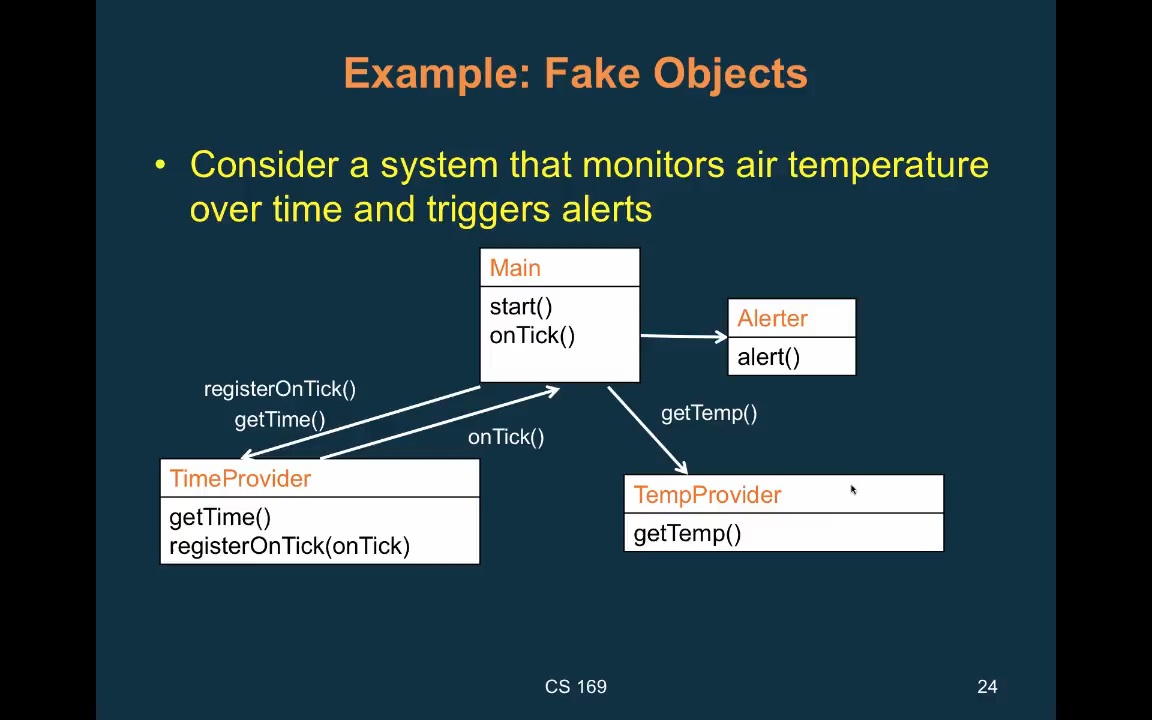 Example: Fake Objects
• Consider a system that monitors air temperature
over time and triggers alerts
Main
start()
onTick()
Alerter
alert()
registerOnTick()
getTime()
onTick()
getTemp()
TimeProvider
getTime()
registerOnTick(onTick)
TempProvider
getTemp()
CS 169
24